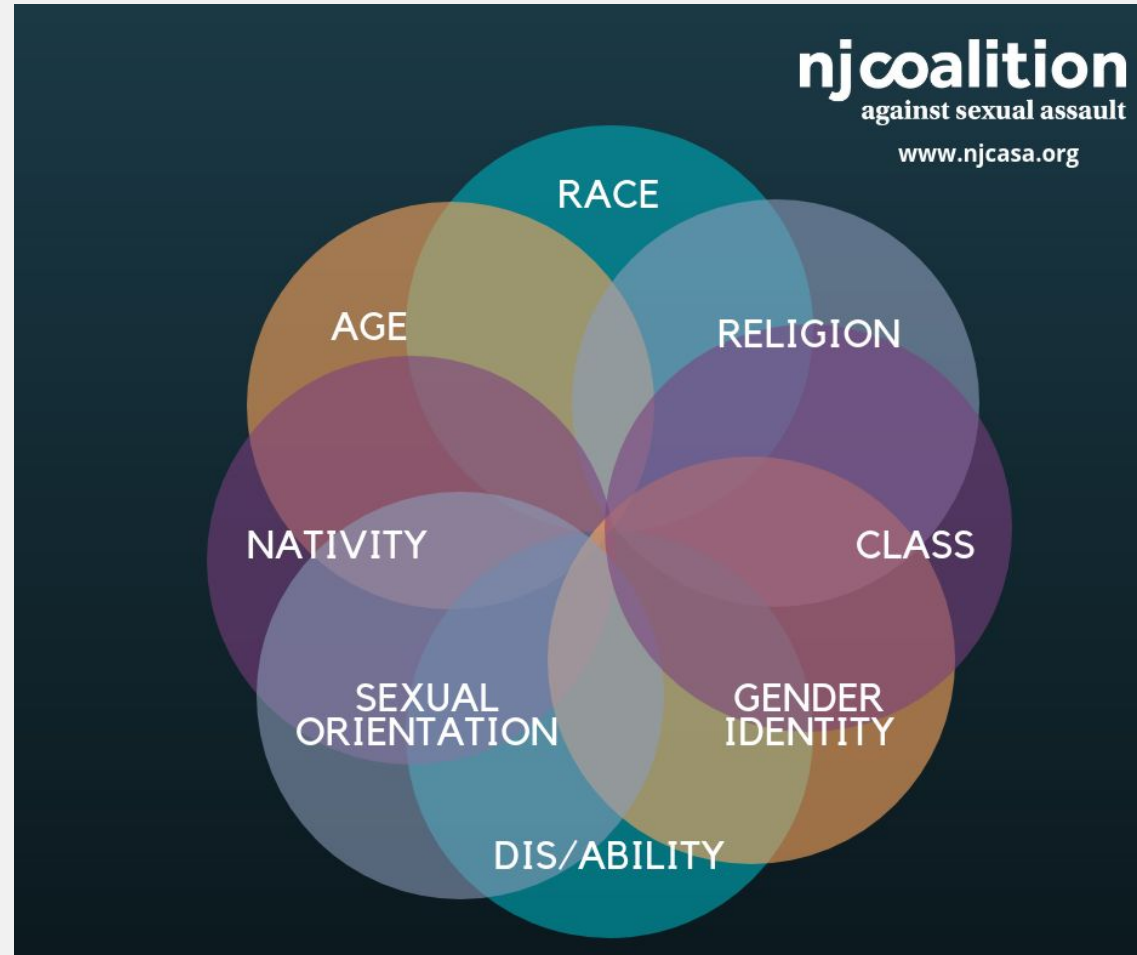 njcoalition
against sexual assault
www.njcasa.org
RACE
AGE
RELIGION
NATIVITY
CLASS
SEXUAL
ORIENTATION
GENDER
IDENTITY
DIS/ABILITY